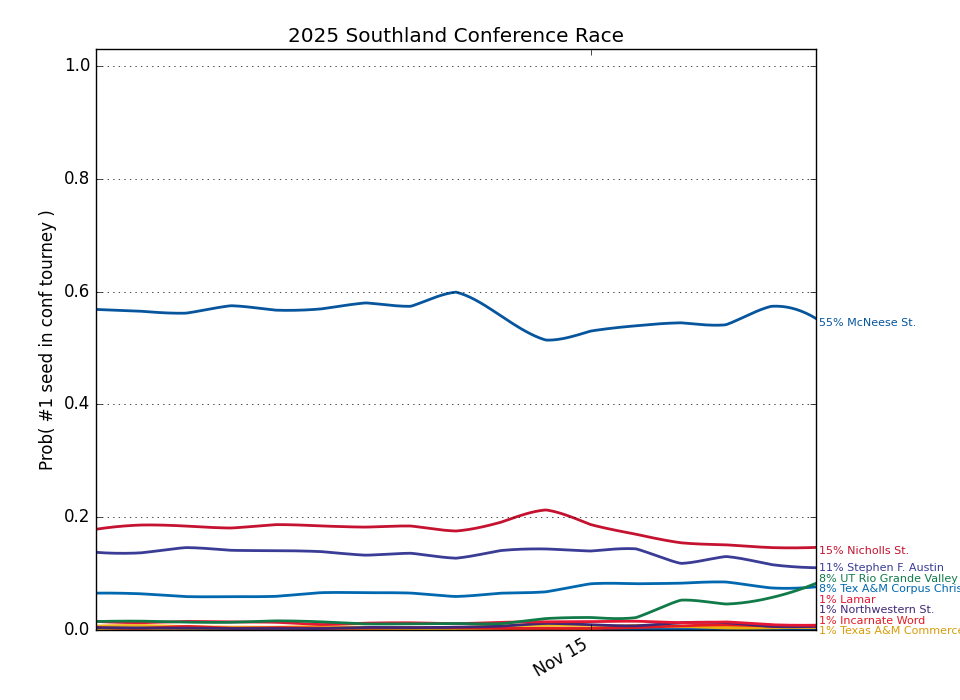 2025 Southland Conference Race
1.0
0.8
0.6
0.4
0.2
0.0
Prob( #1 seed in conf tourney )
Nov 15
55% McNeese St.
15% Nicholls St.
11% Stephen F. Austin
8% UT Rio Grande Valley
8% Tex A&M Corpus Chris
1% Lamar
1% Northwestern St.
1% Incarnate Word
1% Texas A&M Commerce